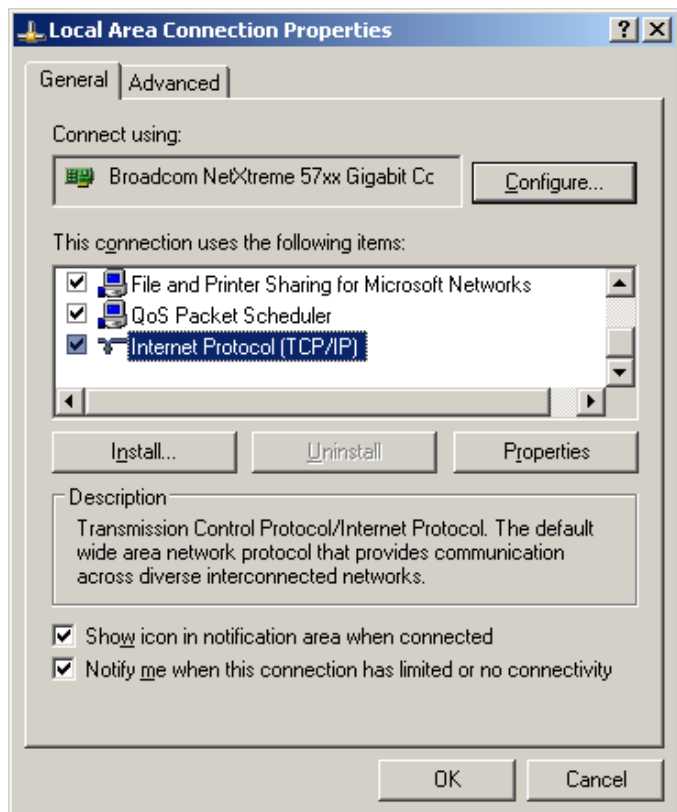 Local Area Connection Properties
General
Advanced
Connect using:
Broadcom NetXtreme 57xx Gigabit Cc
Configure...
This connection uses the following items:
File and Printer Sharing for Microsoft Networks
QoS Packet Scheduler
Internet Protocol (TCP/IP)
Install...
Uninstall
Properties
Description
Transmission Control Protocol/Internet Protocol. The default
wide area network protocol that provides communication
across diverse interconnected networks.
Show icon in notification area when connected
Notify me when this connection has limited or no connectivity
OK
Cancel